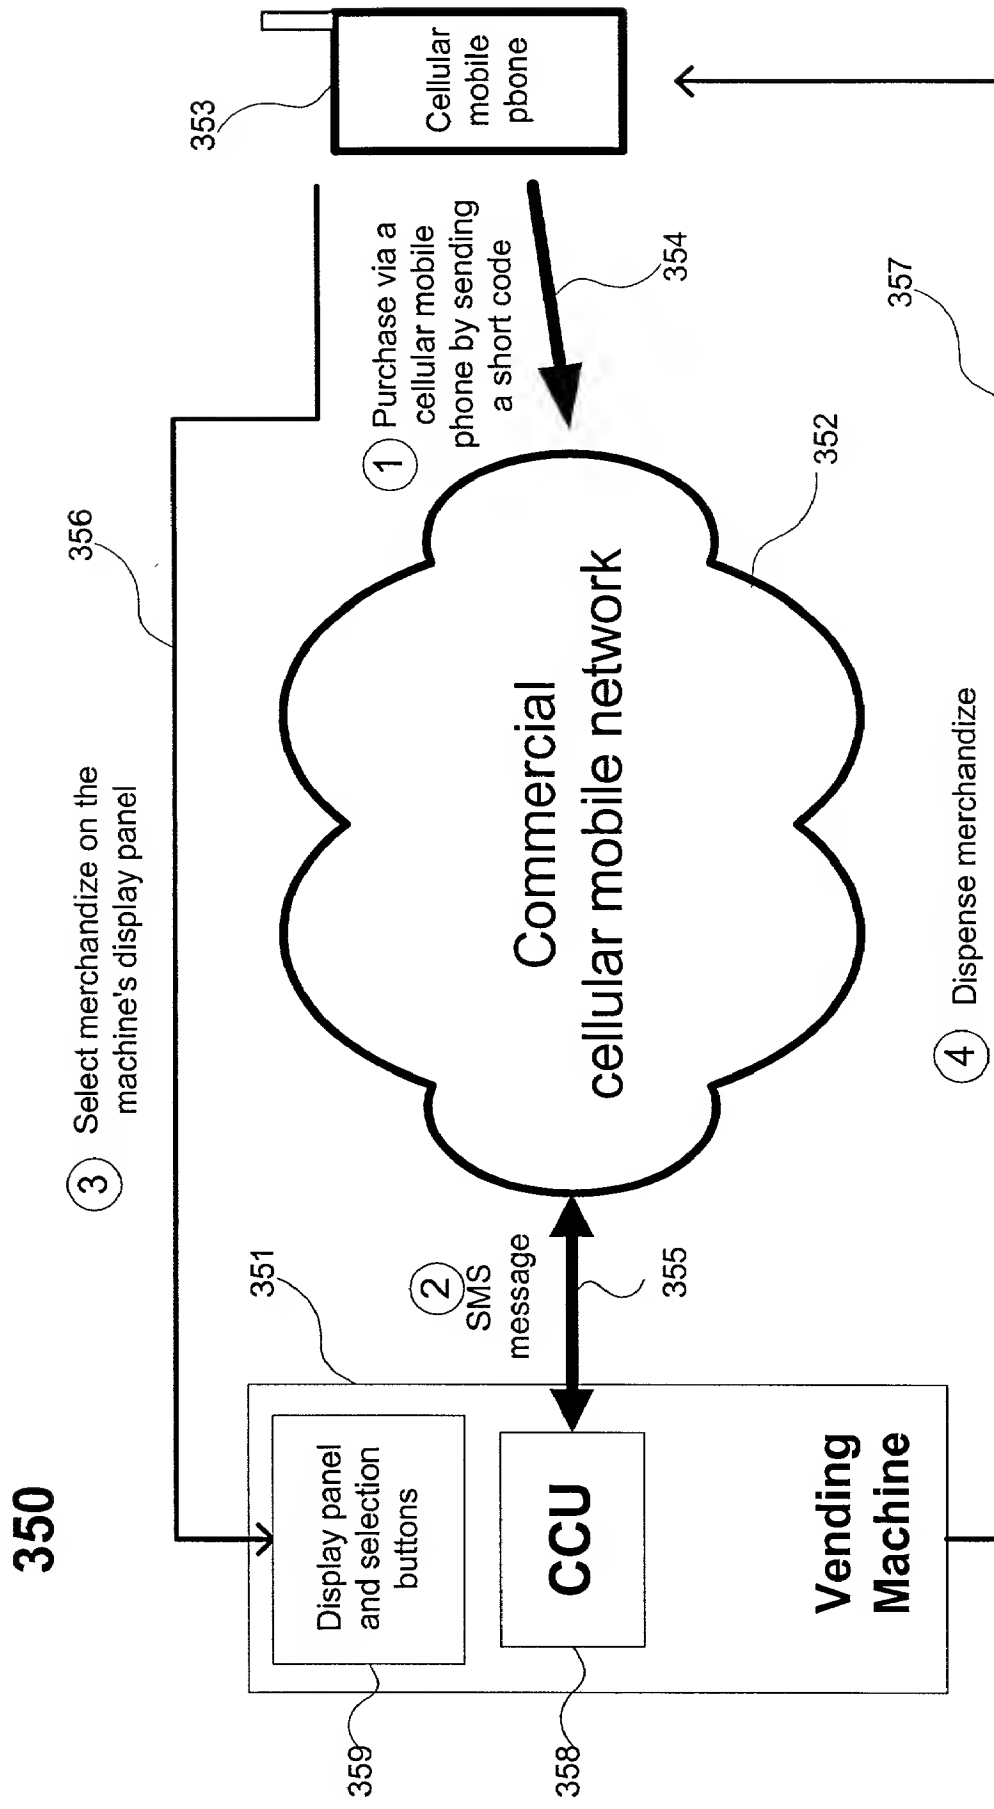 350
356
③ Select merchandize on the
machine's display panel
353
Cellular
mobile
pbone
① Purchase via a
cellular mobile
phone by sending
a short code
354
351
② SMS
message
355
Commercial
cellular mobile network
352
Display panel
and selection
buttons
359
CCU
358
Vending
Machine
357
④ Dispense merchandize